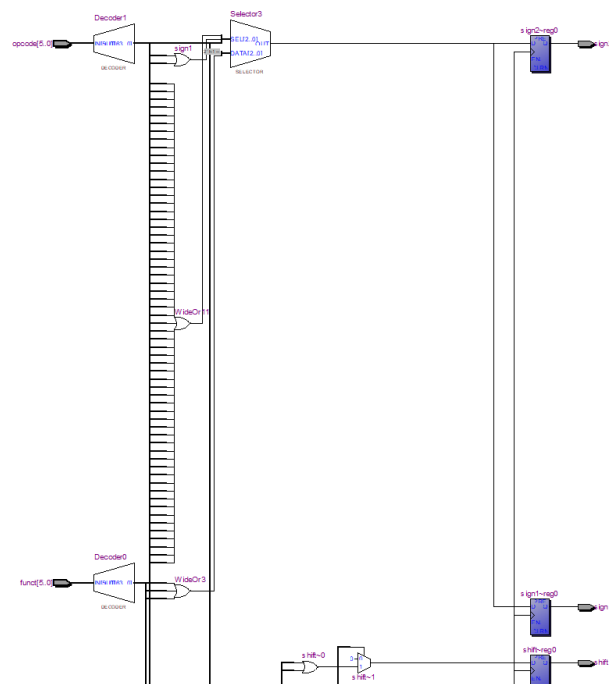 Decoder1
Selector3
sign2~reg0
opcode[5..0]
sign1
SEL[2..0]
OUT
DATA[2..0]
DECODER
SELECTOR
WideOr11
Decoder0
funct[5..0]
WideOr3
DECODER
sign1~reg0
sign
shift~0
shift~1
shift~reg0
shift